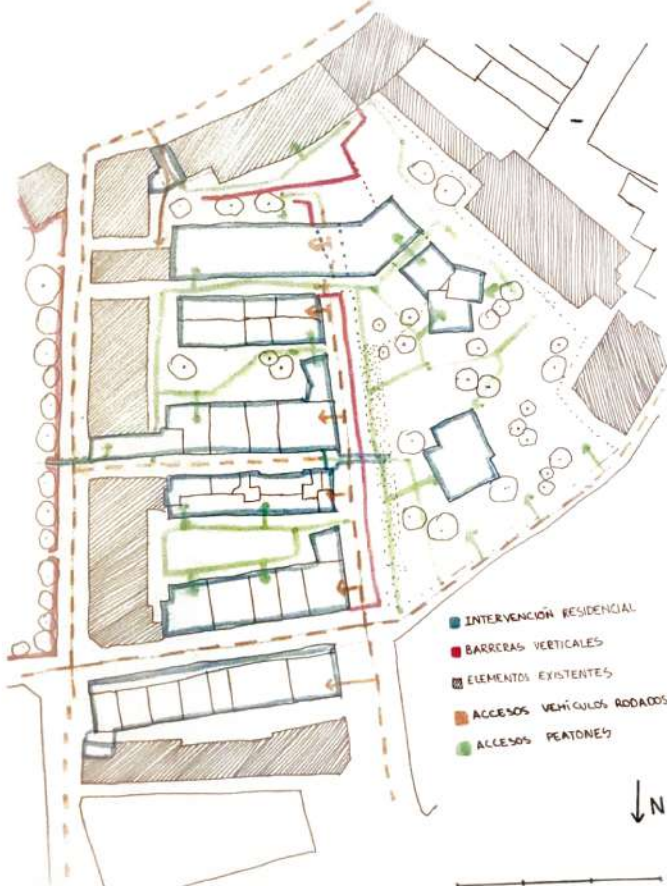 INTERVENCIÓN RESIDENCIAL
BARRERAS VERTICALES
ELEMENTOS EXISTENTES
ACCESOS VEHÍCULOS RODADOS
ACCESOS PEATONES
N